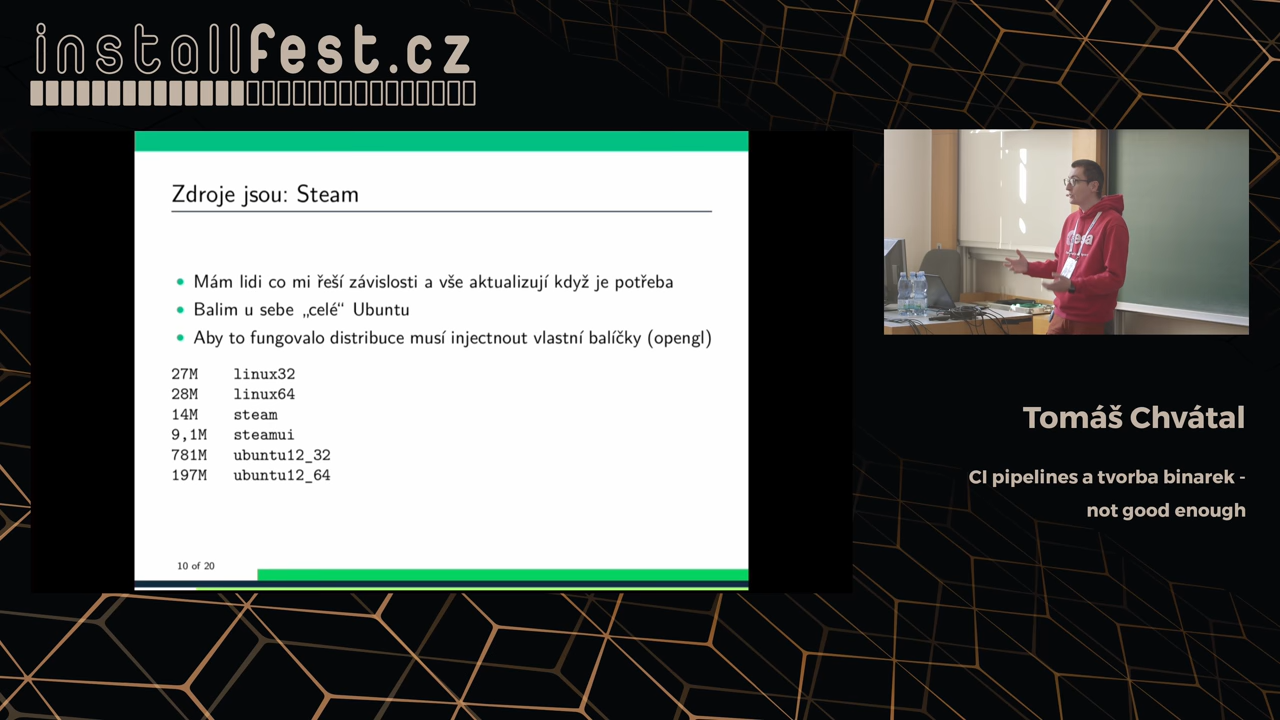 installfest.cz
Zdroje jsou: Steam
Mám lidi co mi řeší závislosti a vše aktualizují když je potřeba
Balim u sebe „celé“ Ubuntu
Aby to fungovalo distribuce musí injectnout vlastní balíčky (opengl)
27M linux32
28M linux64
14M steam
9,1M steamui
781M ubuntu12_32
197M ubuntu12_64
10 of 20
Tomáš Chvátal
CI pipelines a tvorba binarek -
not good enough